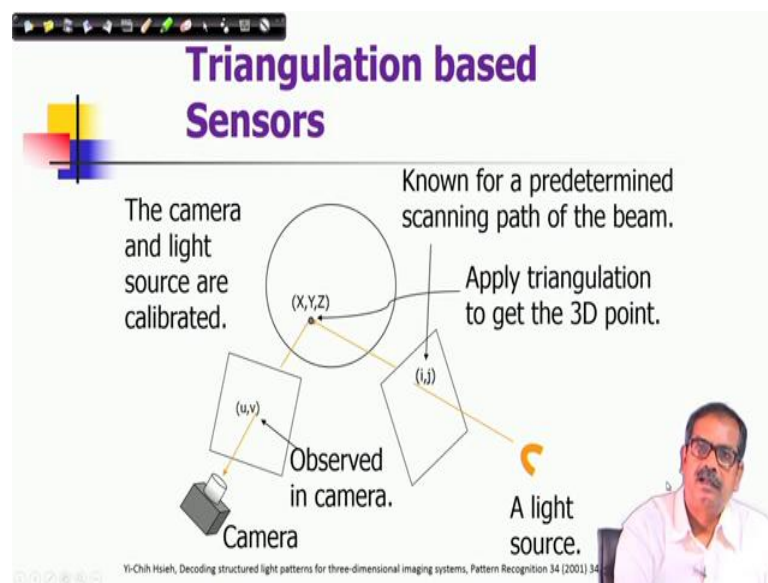 Triangulation based
Sensors
The camera
and light
source are
calibrated.
Known for a predetermined
scanning path of the beam.
(X,Y,Z)
Apply triangulation
to get the 3D point.
(i,j)
(u,v)
Observed
in camera.
Camera
A light
source.
Yi-Chih Hsieh, Decoding structured light patterns for three-dimensional imaging systems, Pattern Recognition 34 (2001) 34